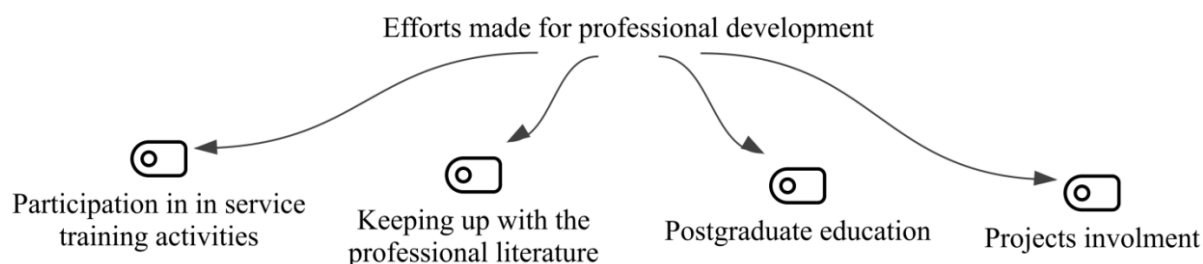 Efforts made for professional development
Participation in in service
training activities
Keeping up with the
professional literature
Postgraduate education
Projects involment